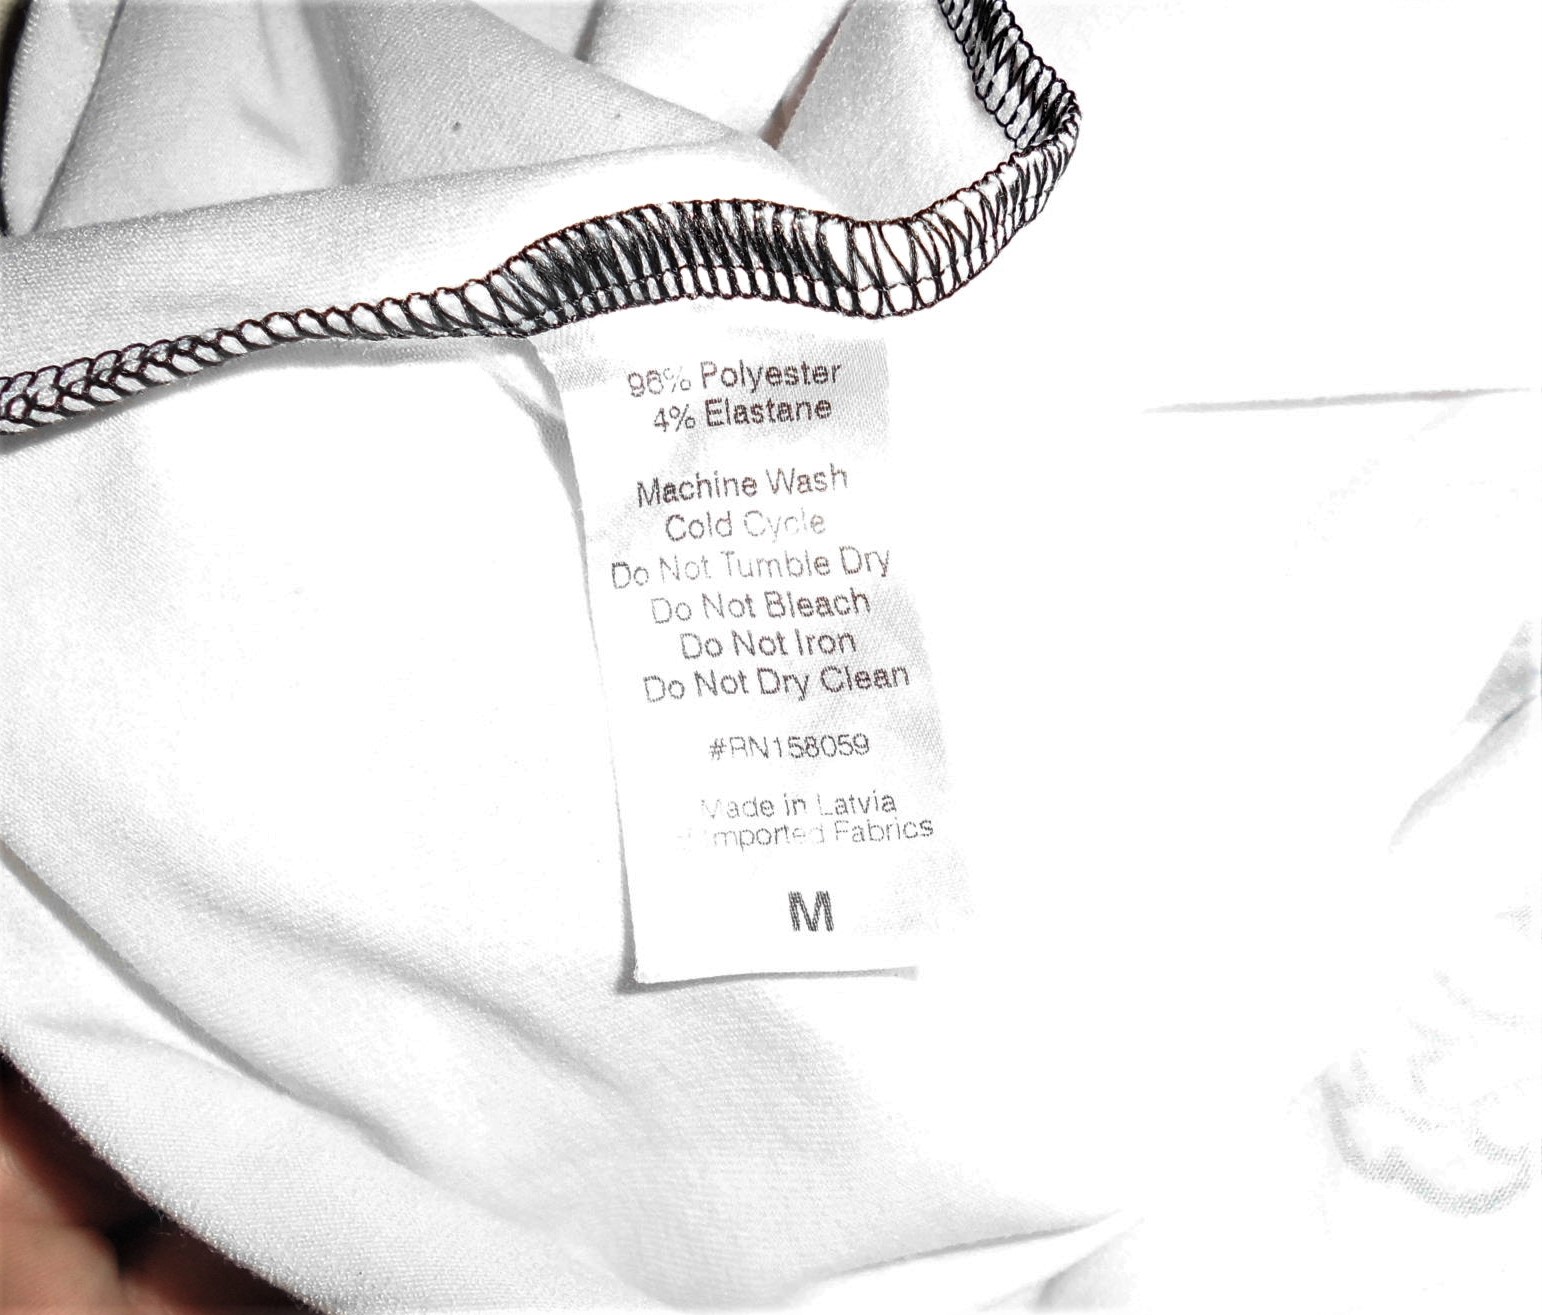 96% Polyester
4% Elastane
Machine Wash
Cold Cycle
Do Not Tumble Dry
Do Not Bleach
Do Not Iron
Do Not Dry Clean
#RN158059
Made in Latvia
Imported Fabrics
M